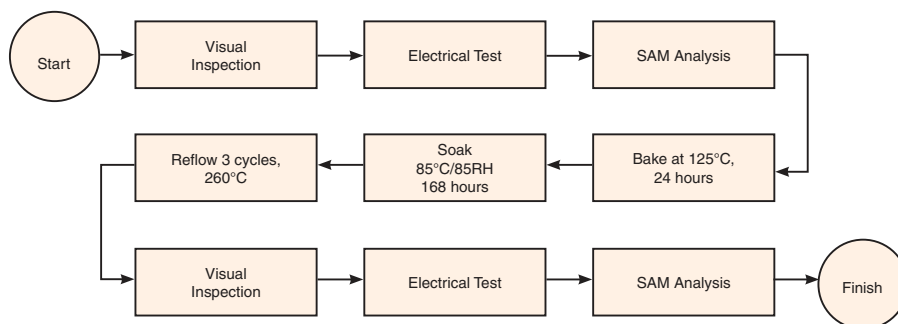 Start
Visual
Inspection
Electrical Test
SAM Analysis
Bake at 125°C,
24 hours
Soak
85°C/85RH
168 hours
Reflow 3 cycles,
260°C
Visual
Inspection
Electrical Test
SAM Analysis
Finish